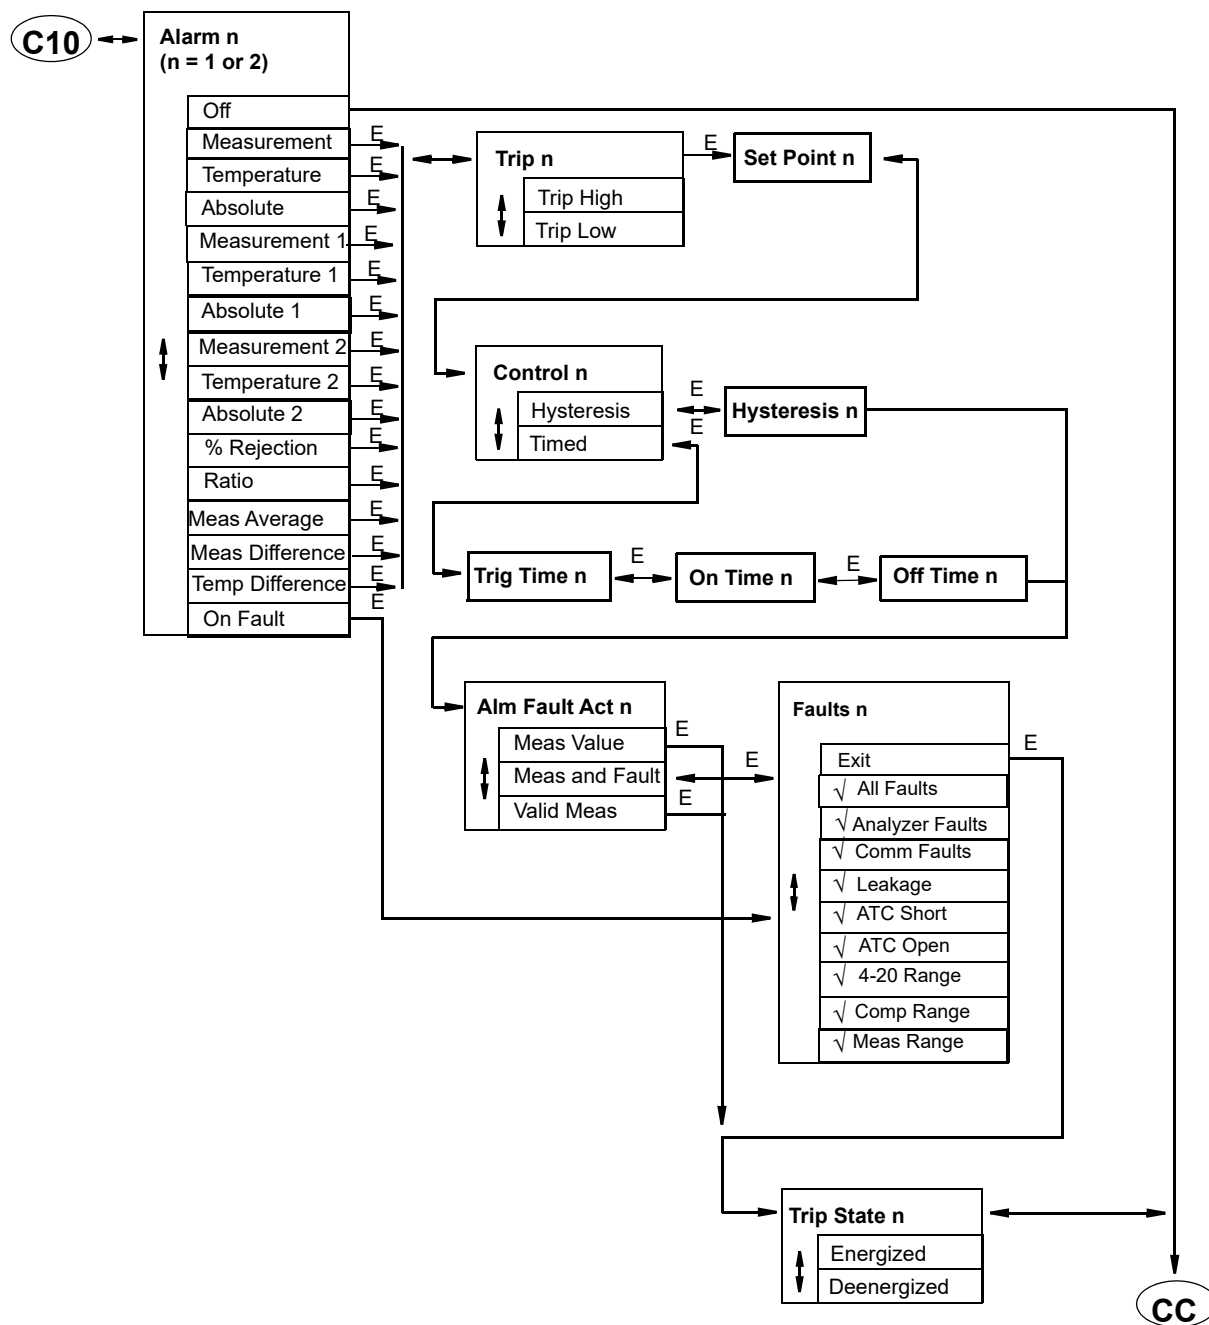 C10
Alarm n
(n = 1 or 2)
Off
Measurement
E
Temperature
E
Absolute
E
Measurement 1
E
Temperature 1
E
Absolute 1
E
Measurement 2
E
Temperature 2
E
Absolute 2
E
% Rejection
E
Ratio
E
Meas Average
E
Meas Difference
E
Temp Difference
E
On Fault
E
Trip n
Trip High
Trip Low
E
Set Point n
Control n
Hysteresis
Timed
E
E
Hysteresis n
Trig Time n
E
On Time n
E
Off Time n
Alm Fault Act n
Meas Value
E
Meas and Fault
E
Valid Meas
E
Faults n
Exit
E
√ All Faults
√ Analyzer Faults
√ Comm Faults
√ Leakage
√ ATC Short
√ ATC Open
√ 4-20 Range
√ Comp Range
√ Meas Range
Trip State n
Energized
Deenergized
CC